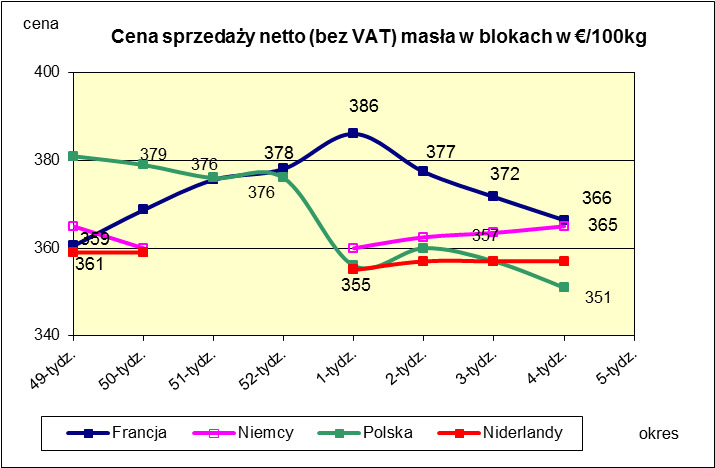 cena
Cena sprzedaży netto (bez VAT) masła w blokach w €/100kg
400
386
379
376
378
377
380
376
372
366
365
359
357
360
361
355
351
340
49-tydz.
50-tydz.
51-tydz.
52-tydz.
1-tydz.
2-tydz.
3-tydz.
4-tydz.
5-tydz.
Francja
Niemcy
Polska
Niderlandy
okres